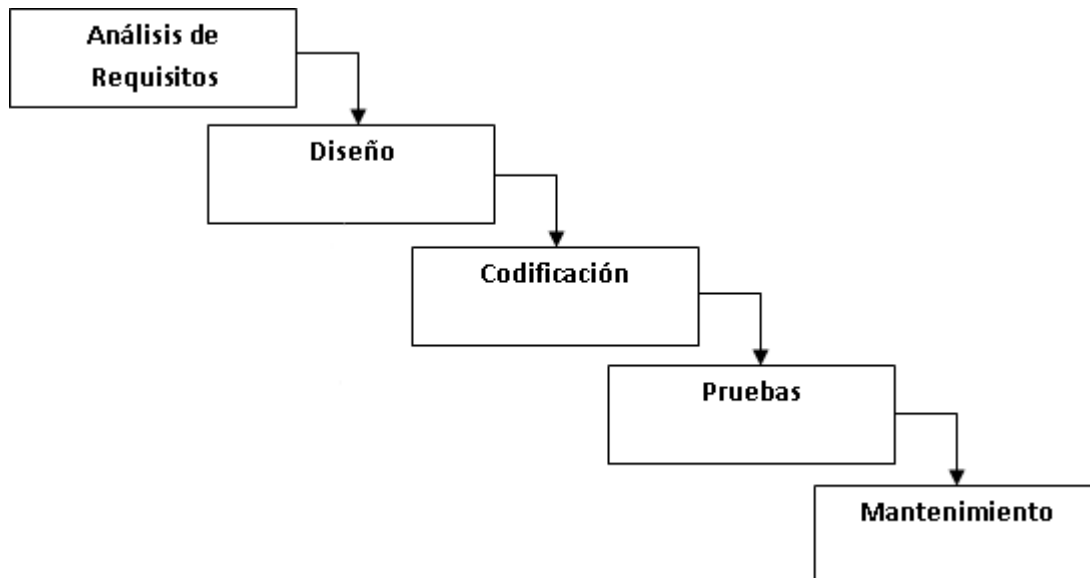 Análisis de
Requisitos
Diseño
Codificación
Pruebas
Mantenimiento